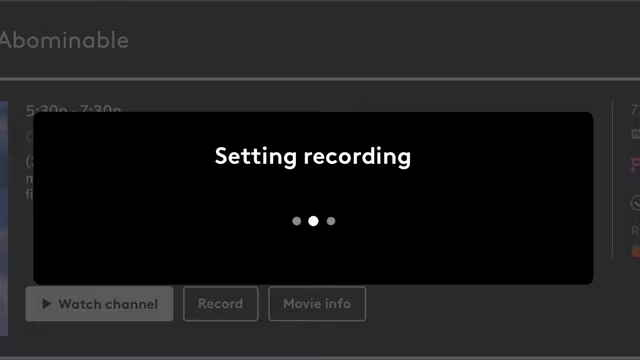 Abominable
5:30p - 7:30p
Setting recording
Watch channel
Record
Movie info